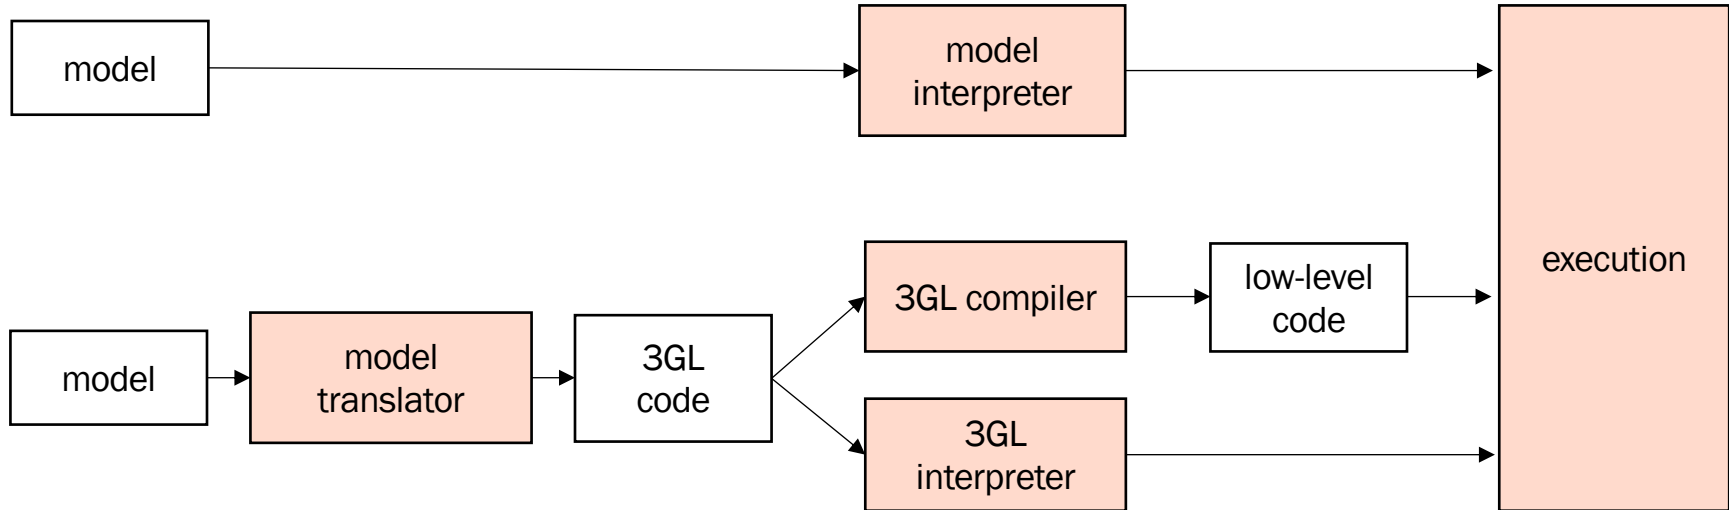 model
model
interpreter
execution
model
model
translator
3GL
code
3GL compiler
low-level
code
3GL
interpreter